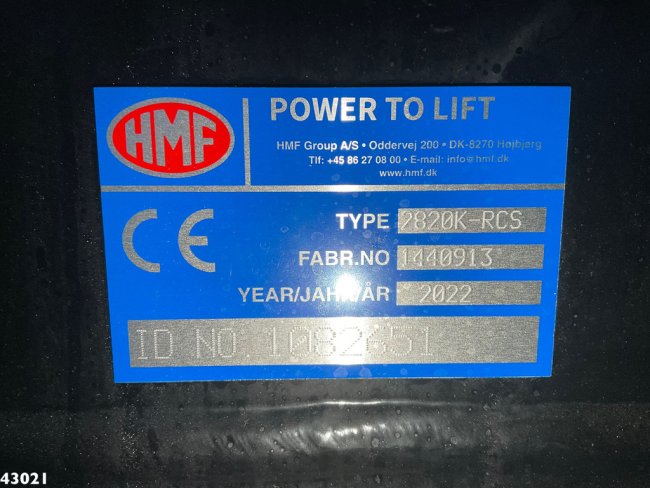 HMF
POWER TO LIFT
HMF Group A/S • Oddervej 200 • DK-8270 Højbjerg
Tlf: +45 86 27 08 00 • E-mail: info@hmf.dk
www.hmf.dk
CE
TYPE 2820K-RCS
FABR.NO 1440913
YEAR/JAHR/ÅR 2022
ID NO.
43021